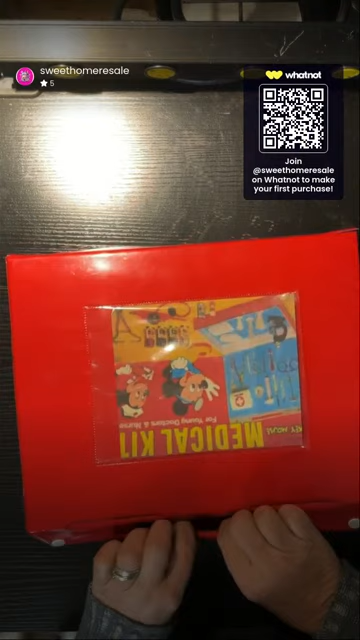 sweethomeresale
★ 5
whatnot
Join
@sweethomeresale
on Whatnot to make
your first purchase!
MEDICAL KIT
For Young Doctors & Nurses